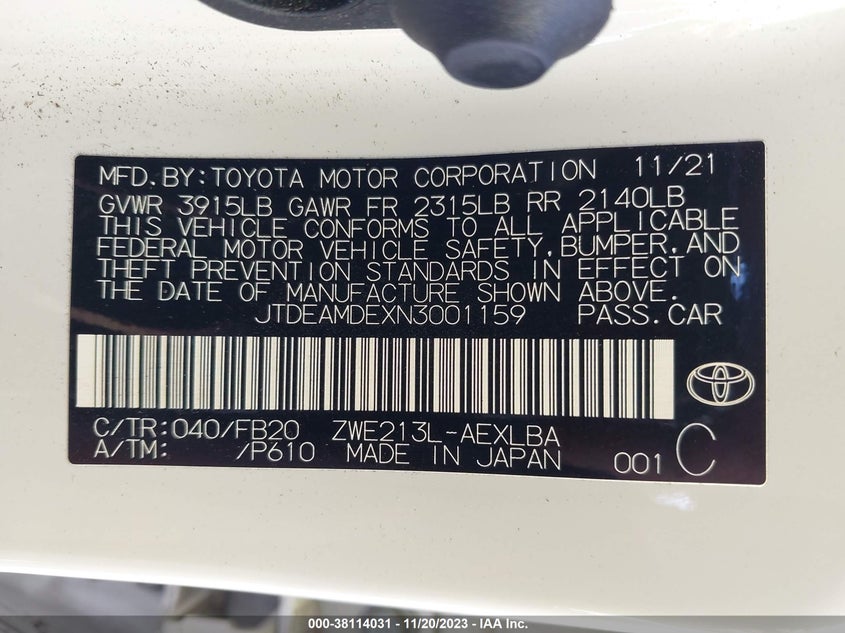 MFD.BY:TOYOTA MOTOR CORPORATION 11/21
GVWR 3915LB GAWR FR 2315LB RR 2140LB
THIS VEHICLE CONFORMS TO ALL APPLICABLE
FEDERAL MOTOR VEHICLE SAFETY,BUMPER,AND
THEFT PREVENTION STANDARDS IN EFFECT ON
THE DATE OF MANUFACTURE SHOWN ABOVE.
JTDEAMDEXN3001159 PASS.CAR
C/TR:040/FB20 ZWE213L-AEXLBA
A/TM: /P610 MADE IN JAPAN 001 C
000-38114031 - 11/20/2023 - IAA Inc.